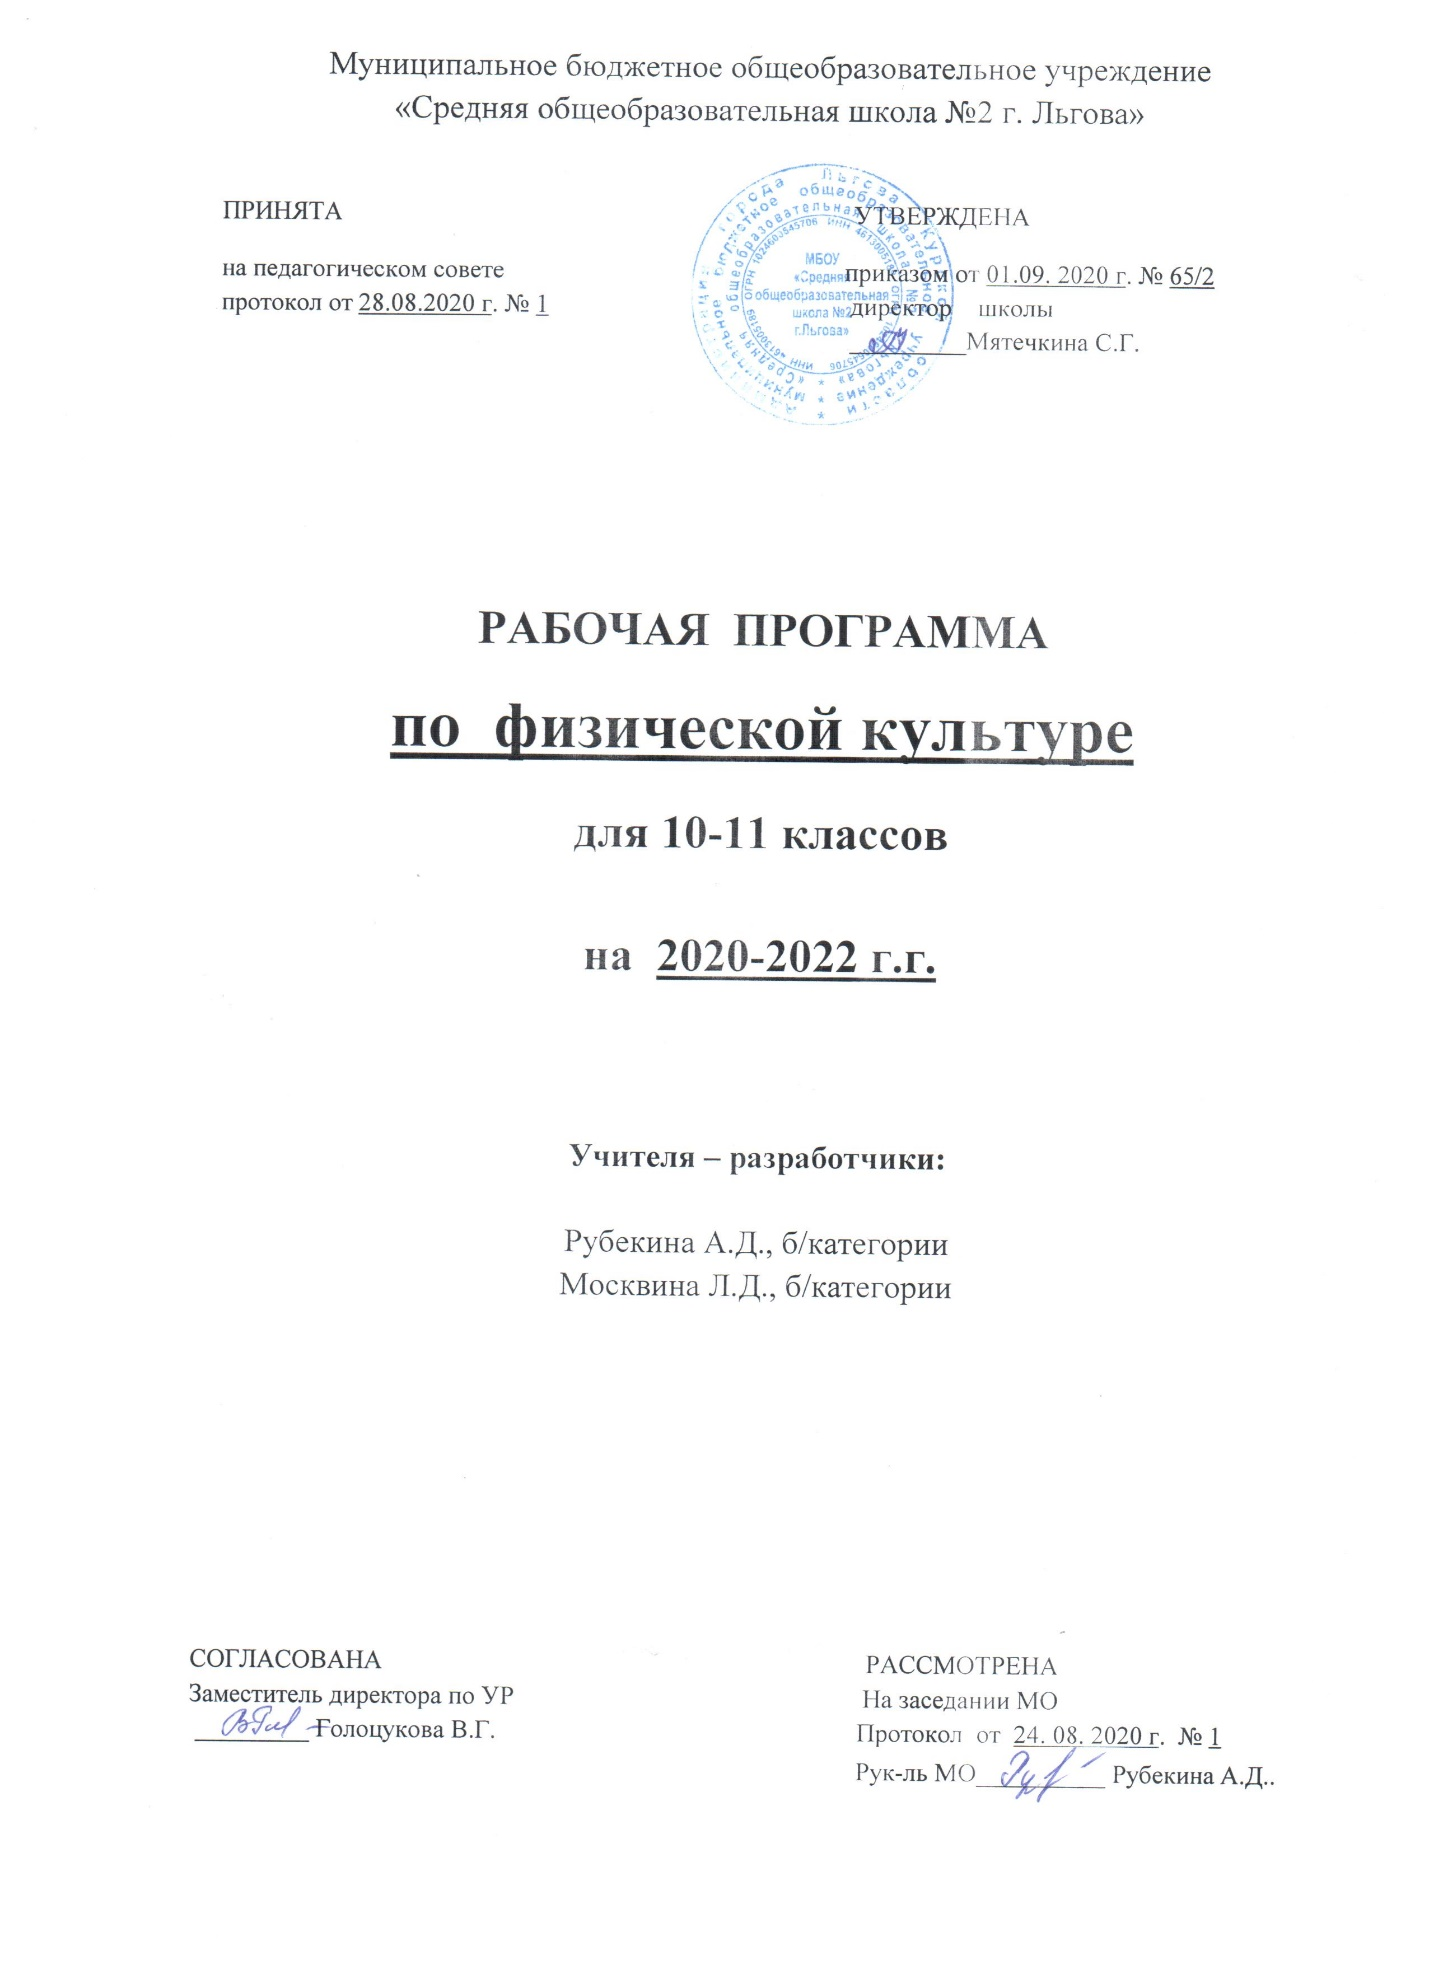 Муниципальное бюджетное общеобразовательное учреждение
«Средняя общеобразовательная школа №2 г. Льгова»
ПРИНЯТА
на педагогическом совете
протокол от 28.08.2020 г. № 1
УТВЕРЖДЕНА
приказом от 01.09. 2020 г. № 65/2
директор школы
Мятечкина С.Г.
МБОУ
«Средняя
общеобразовательная
школа №2
г.Льгова»
РАБОЧАЯ ПРОГРАММА
по физической культуре
для 10-11 классов
на 2020-2022 г.г.
Учителя – разработчики:
Рубекина А.Д., б/категории
Москвина Л.Д., б/категории
СОГЛАСОВАНА
Заместитель директора по УР
Голоцукова В.Г.
РАССМОТРЕНА
На заседании МО
Протокол от 24. 08. 2020 г. № 1
Рук-ль МО__________ Рубекина А.Д..